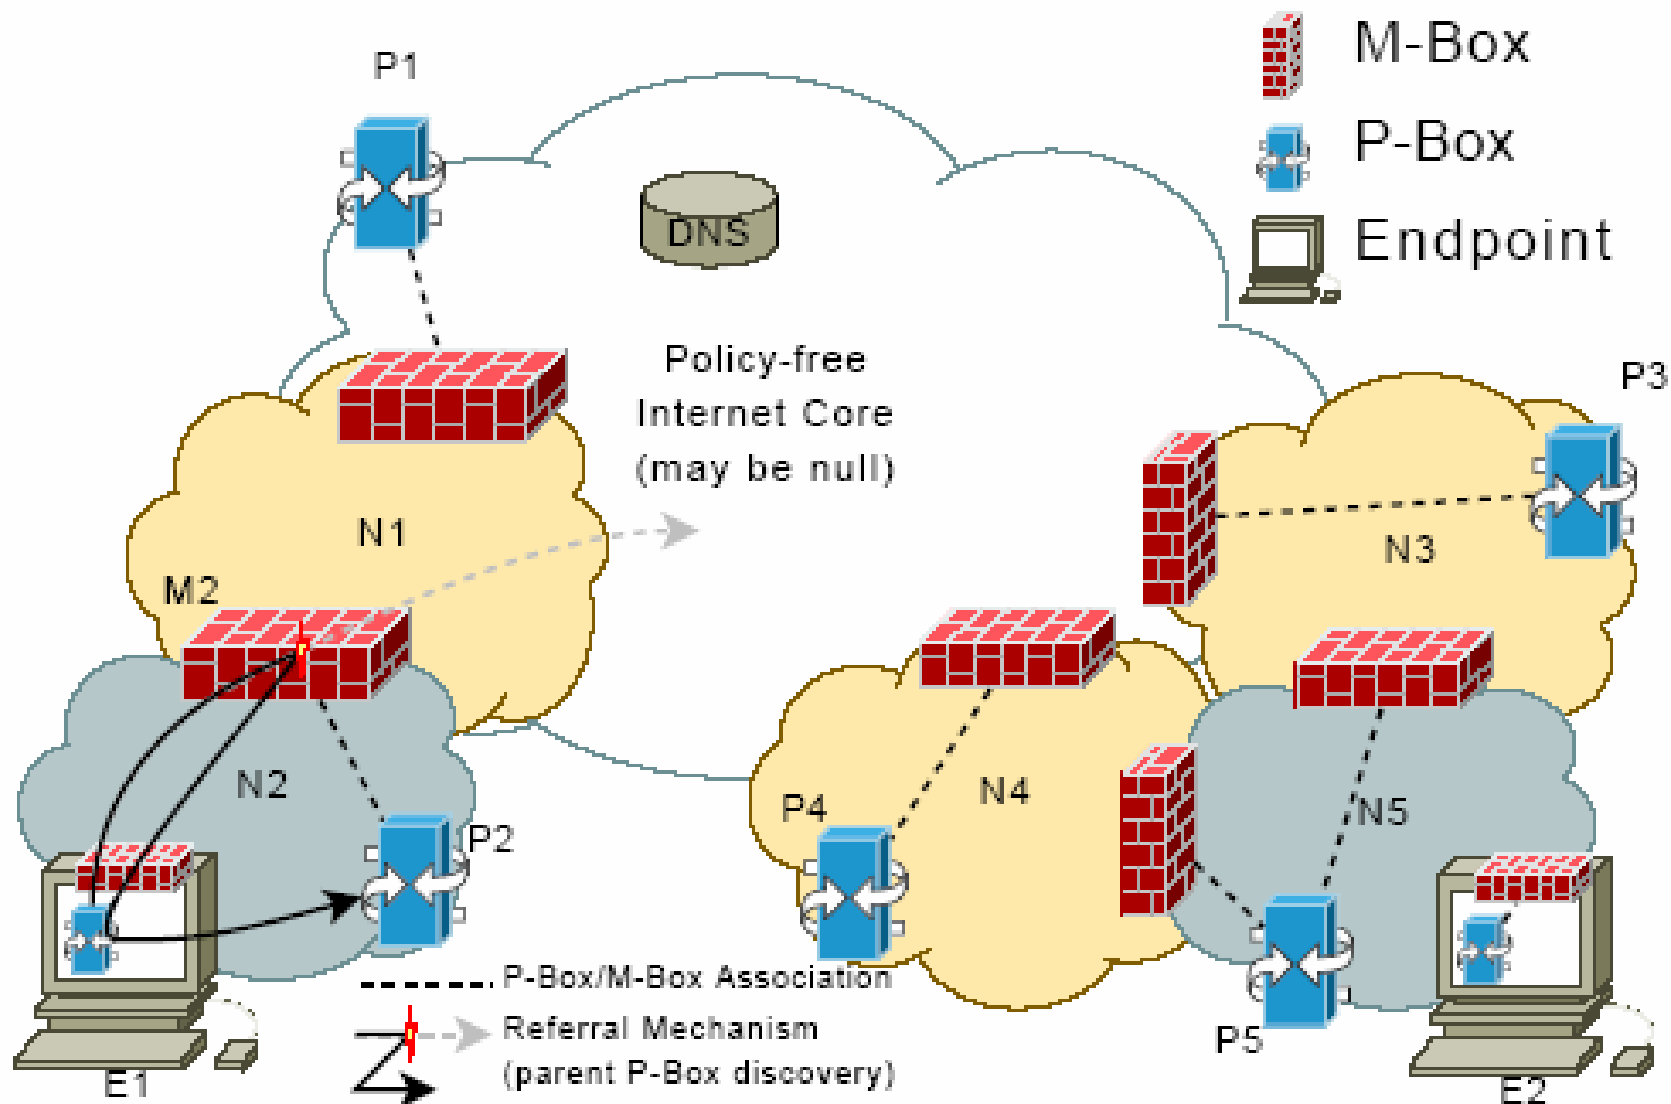 P1
M-Box
P-Box
DNS
Endpoint
Policy-free
Internet Core
(may be null)
P3
N1
N3
M2
N2
N4
P4
N5
P2
P-Box/M-Box Association
Referral Mechanism
(parent P-Box discovery)
P5
E1
E2